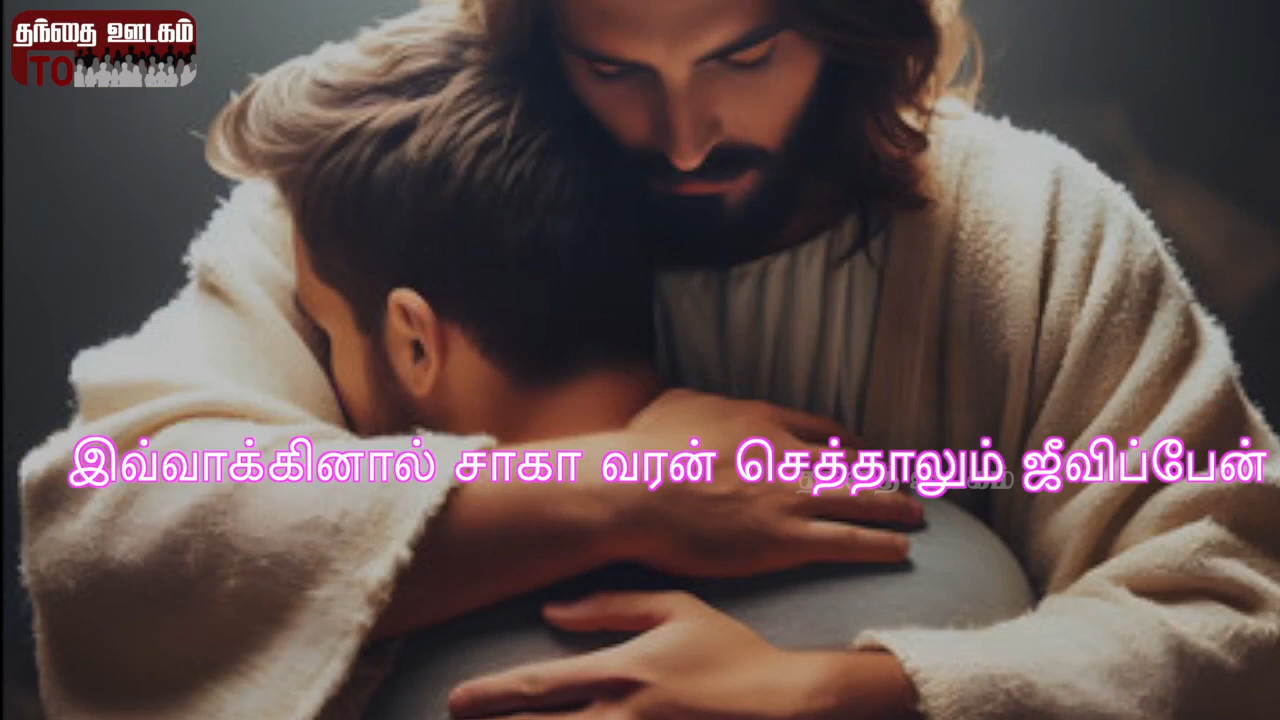 தந்தை ஊடகம்
TO
இவ்வாக்கினால் சாகா வரன் செத்தாலும் ஜீவிப்பேன்